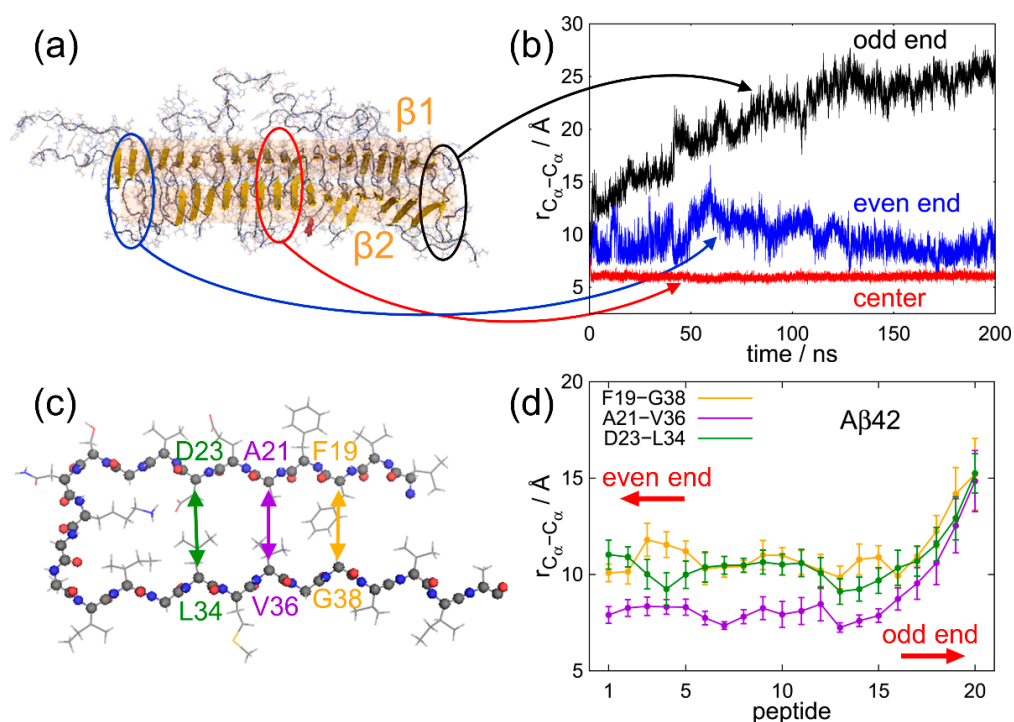 (a)
β1
β2
(b)
r Cα−Cα / Å
30
25
20
15
10
5
odd end
even end
center
0 50 100 150 200
time / ns
(c)
D23 A21 F19
L34 V36 G38
(d)
r Cα−Cα / Å
20
15
10
5
F19−G38
A21−V36
D23−L34
Aβ42
even end
odd end
1 5 10 15 20
peptide